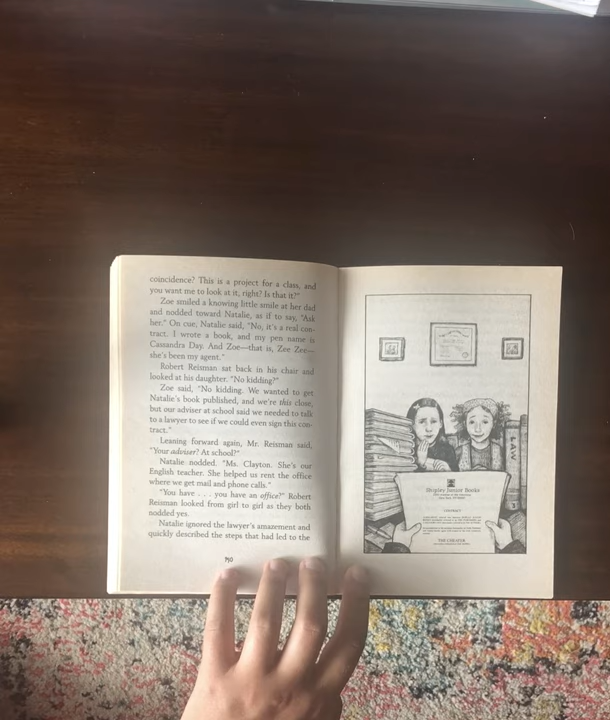 coincidence? This is a project for a class, and
you want me to look at it, right? Is that it?"
Zoe smiled a knowing little smile at her dad
and nodded toward Natalie, as if to say, "Ask
her." On cue, Natalie said, "No, it's a real con-
tract. I wrote a book, and my pen name is
Cassandra Day. And Zoe—that is, Zee Zee—
she's been my agent."
Robert Reisman sat back in his chair and
looked at his daughter. "No kidding?"
Zoe said, "No kidding. We wanted to get
Natalie's book published, and we're this close,
but our adviser at school said we needed to talk
to a lawyer to see if we could even sign this con-
tract."
Leaning forward again, Mr. Reisman said,
"Your adviser? At school?"
Natalie nodded. "Ms. Clayton. She's our
English teacher. She helped us rent the office
where we get mail and phone calls."
"You have . . . you have an office?" Robert
Reisman looked from girl to girl as they both
nodded yes.
Natalie ignored the lawyer's amazement and
quickly described the steps that had led to the
LAW
Shipley Junior Books
CONTRACT
THE CHEATER